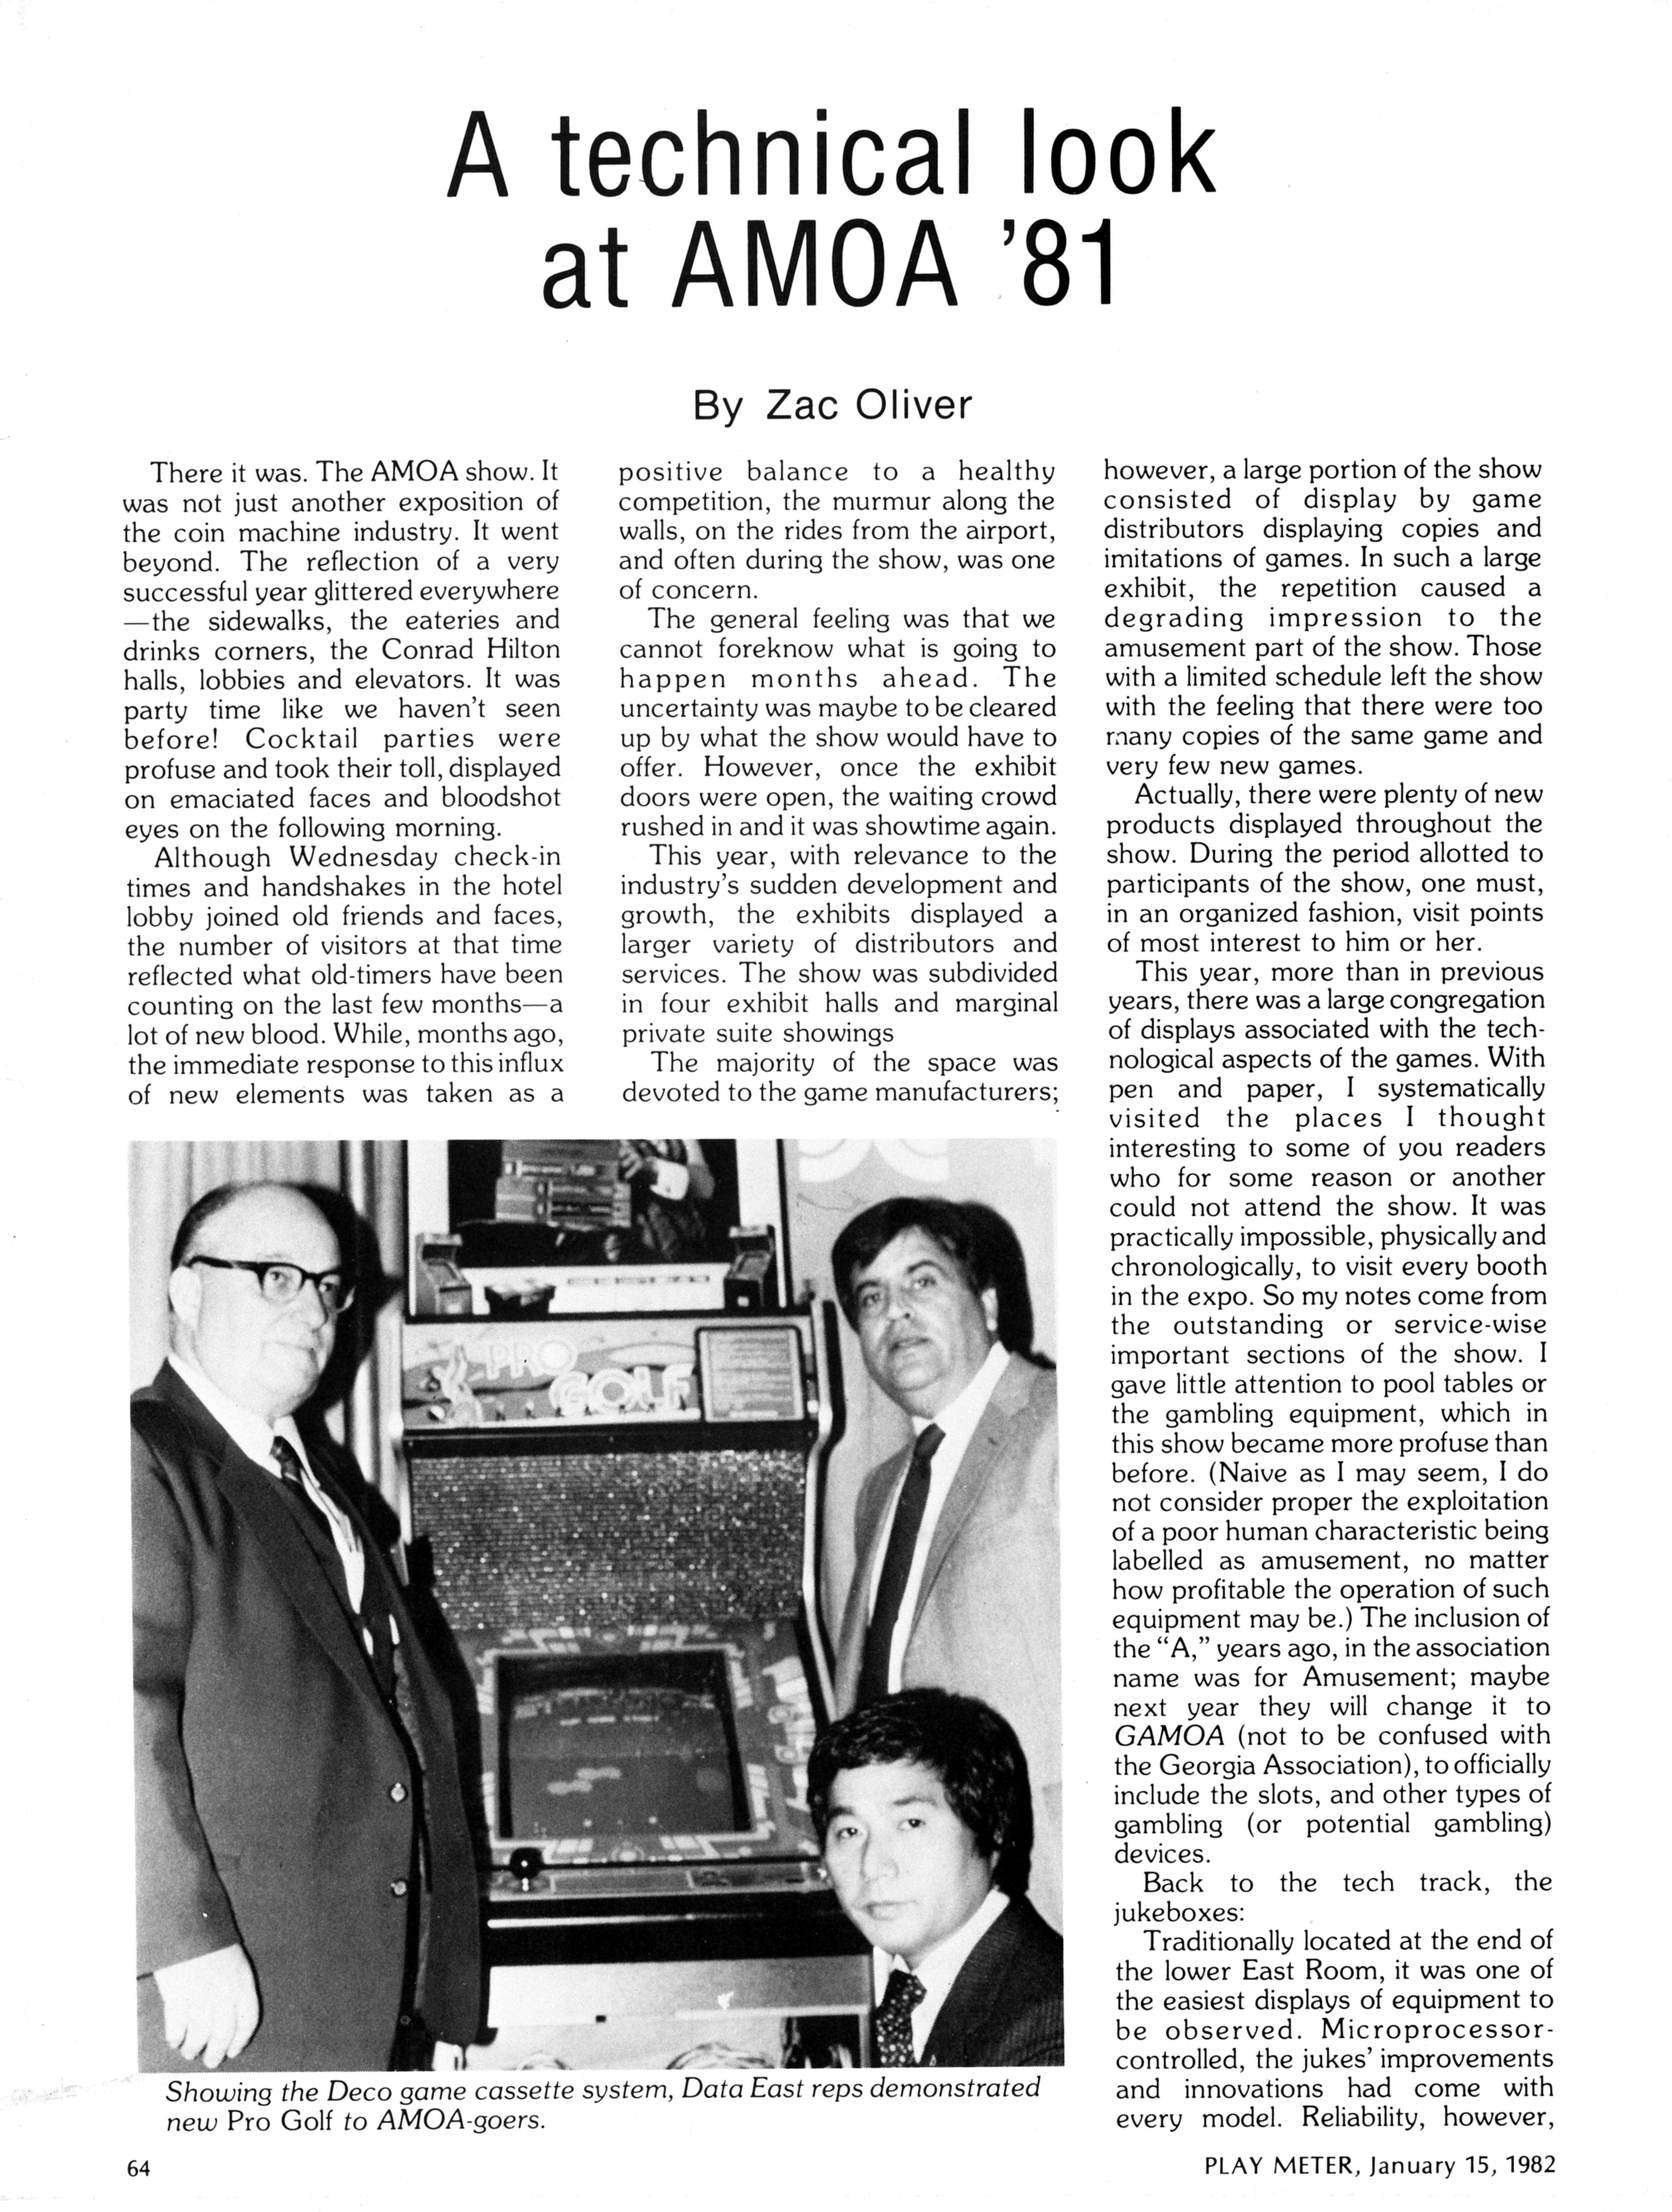 A technical look
at AMOA '81
By Zac Oliver
There it was. The AMOA show. It
was not just another exposition of
the coin machine industry. It went
beyond. The reflection of a very
successful year glittered everywhere
—the sidewalks, the eateries and
drinks corners, the Conrad Hilton
halls, lobbies and elevators. It was
party time like we haven't seen
before! Cocktail parties were
profuse and took their toll, displayed
on emaciated faces and bloodshot
eyes on the following morning.
Although Wednesday check-in
times and handshakes in the hotel
lobby joined old friends and faces,
the number of visitors at that time
reflected what old-timers have been
counting on the last few months—a
lot of new blood. While, months ago,
the immediate response to this influx
of new elements was taken as a
positive balance to a healthy
competition, the murmur along the
walls, on the rides from the airport,
and often during the show, was one
of concern.
The general feeling was that we
cannot foreknow what is going to
happen months ahead. The
uncertainty was maybe to be cleared
up by what the show would have to
offer. However, once the exhibit
doors were open, the waiting crowd
rushed in and it was showtime again.
This year, with relevance to the
industry's sudden development and
growth, the exhibits displayed a
larger variety of distributors and
services. The show was subdivided
in four exhibit halls and marginal
private suite showings
The majority of the space was
devoted to the game manufacturers;
however, a large portion of the show
consisted of display by game
distributors displaying copies and
imitations of games. In such a large
exhibit, the repetition caused a
degrading impression to the
amusement part of the show. Those
with a limited schedule left the show
with the feeling that there were too
many copies of the same game and
very few new games.
Actually, there were plenty of new
products displayed throughout the
show. During the period allotted to
participants of the show, one must,
in an organized fashion, visit points
of most interest to him or her.
This year, more than in previous
years, there was a large congregation
of displays associated with the tech-
nological aspects of the games. With
pen and paper, I systematically
visited the places I thought
interesting to some of you readers
who for some reason or another
could not attend the show. It was
practically impossible, physically and
chronologically, to visit every booth
in the expo. So my notes come from
the outstanding or service-wise
important sections of the show. I
gave little attention to pool tables or
the gambling equipment, which in
this show became more profuse than
before. (Naive as I may seem, I do
not consider proper the exploitation
of a poor human characteristic being
labelled as amusement, no matter
how profitable the operation of such
equipment may be.) The inclusion of
the “A,” years ago, in the association
name was for Amusement; maybe
next year they will change it to
GAMOA (not to be confused with
the Georgia Association), to officially
include the slots, and other types of
gambling (or potential gambling)
devices.
Back to the tech track, the
jukeboxes:
Traditionally located at the end of
the lower East Room, it was one of
the easiest displays of equipment to
be observed. Microprocessor-
controlled, the jukes' improvements
and innovations had come with
every model. Reliability, however,
PRO
GOLF
Showing the Deco game cassette system, Data East reps demonstrated
new Pro Golf to AMOA-goers.
64
PLAY METER, January 15, 1982